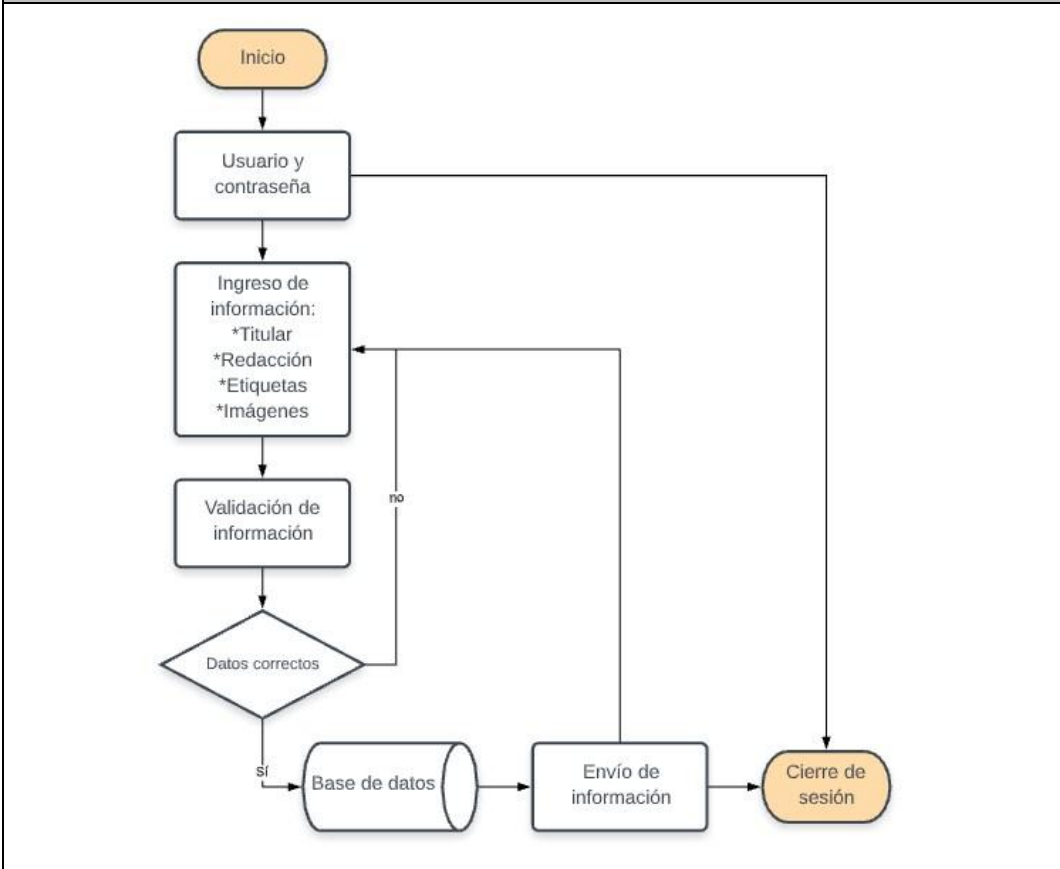 Inicio
Usuario y
contraseña
Ingreso de
información:
*Titular
*Redacción
*Etiquetas
*Imágenes
Validación de
información
no
Datos correctos
sí
Base de datos
Envío de
información
Cierre de
sesión